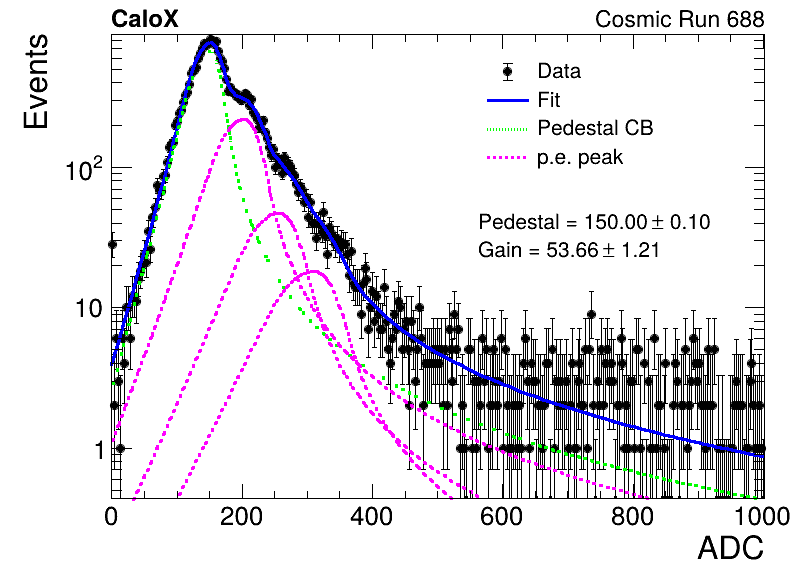 CaloX Cosmic Run 688
Events
Data
Fit
Pedestal CB
p.e. peak
Pedestal = 150.00 ± 0.10
Gain = 53.66 ± 1.21
10²
10
1
0 200 400 600 800 1000
ADC